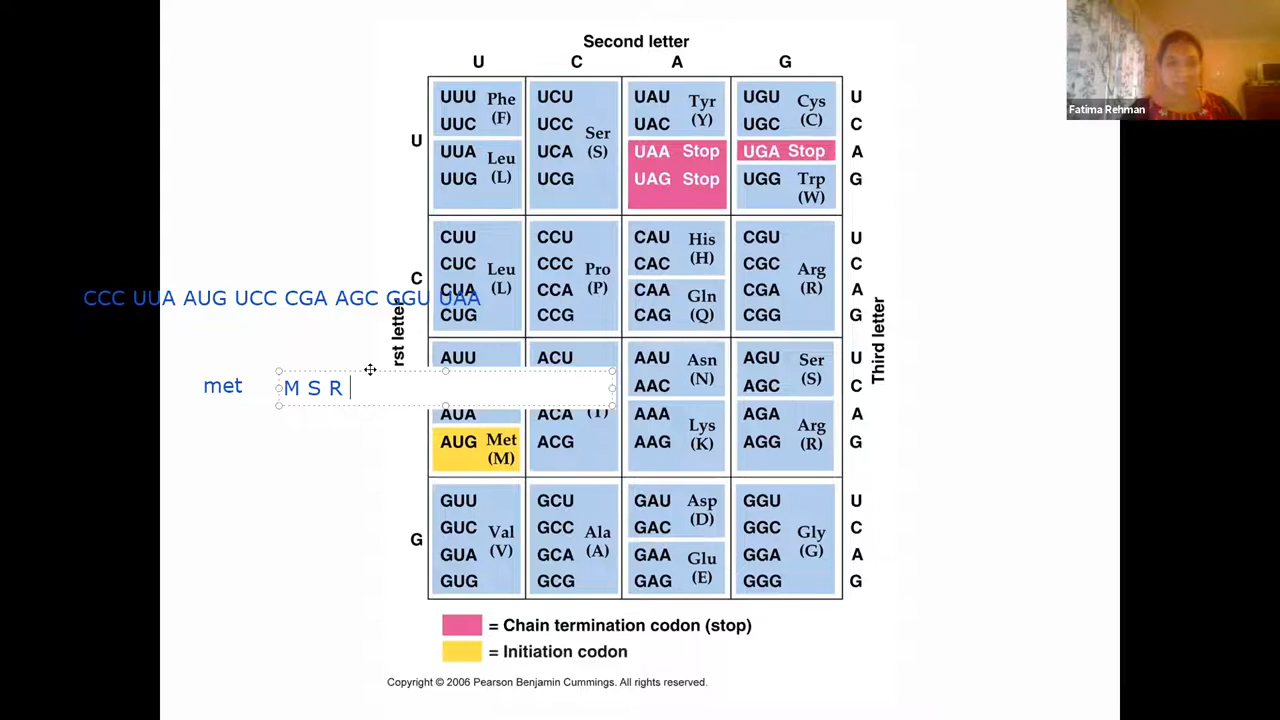 Second letter
U C A G
Fatima Rehman
U
UUU
UUC
Phe
(F)
UUA
UUG
Leu
(L)
UCU
UCC
UCA
UCG
Ser
(S)
UAU
UAC
Tyr
(Y)
UAA Stop
UAG Stop
UGU
UGC
Cys
(C)
UGA Stop
UGG
Trp
(W)
U
C
A
G
C
CUU
CUC
CUA
CUG
Leu
(L)
CCU
CCC
CCA
CCG
Pro
(P)
CAU
CAC
His
(H)
CAA
CAG
Gln
(Q)
CGU
CGC
CGA
CGG
Arg
(R)
U
C
A
G
CCC UUA AUG UCC CGA AGC GGU UAA
rst letter
Third letter
met
M S R
AUU
AUA
AUG
Met
(M)
ACU
ACA
ACG
(T)
AAU
AAC
Asn
(N)
AAA
AAG
Lys
(K)
AGU
AGC
Ser
(S)
AGA
AGG
Arg
(R)
U
C
A
G
G
GUU
GUC
GUA
GUG
Val
(V)
GCU
GCC
GCA
GCG
Ala
(A)
GAU
GAC
Asp
(D)
GAA
GAG
Glu
(E)
GGU
GGC
GGA
GGG
Gly
(G)
U
C
A
G
= Chain termination codon (stop)
= Initiation codon
Copyright © 2006 Pearson Benjamin Cummings. All rights reserved.